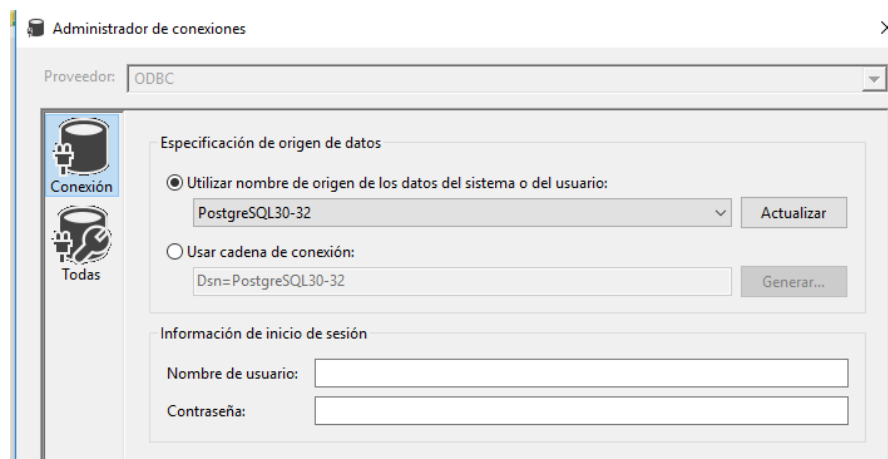 Administrador de conexiones
Proveedor: ODBC
Conexión
Todas
Especificación de origen de datos
Utilizar nombre de origen de los datos del sistema o del usuario:
PostgreSQL30-32 Actualizar
Usar cadena de conexión:
Dsn=PostgreSQL30-32 Generar...
Información de inicio de sesión
Nombre de usuario:
Contraseña: